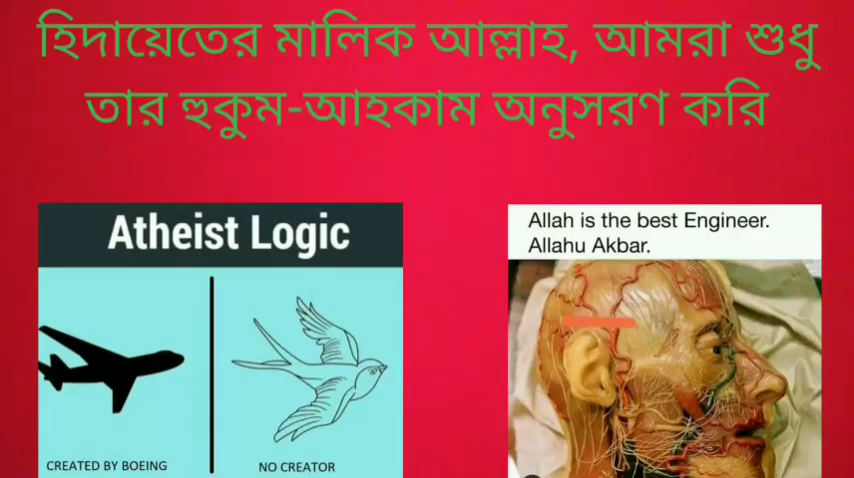 হিদায়েতের মালিক আল্লাহ, আমরা শুধু
তার হুকুম-আহকাম অনুসরণ করি
Atheist Logic
CREATED BY BOEING
NO CREATOR
Allah is the best Engineer.
Allahu Akbar.